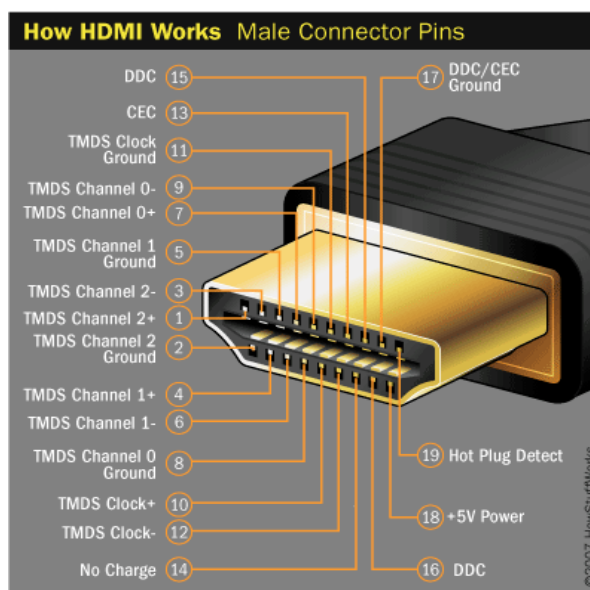 How HDMI Works Male Connector Pins
DDC 15
17 DDC/CEC
Ground
CEC 13
TMDS Clock
Ground 11
TMDS Channel 0- 9
TMDS Channel 0+ 7
TMDS Channel 1
Ground 5
TMDS Channel 2- 3
TMDS Channel 2+ 1
TMDS Channel 2
Ground 2
TMDS Channel 1+ 4
TMDS Channel 1- 6
TMDS Channel 0
Ground 8
19 Hot Plug Detect
TMDS Clock+ 10
18 +5V Power
TMDS Clock- 12
No Charge 14
16 DDC
©2007 HowStuffWorks